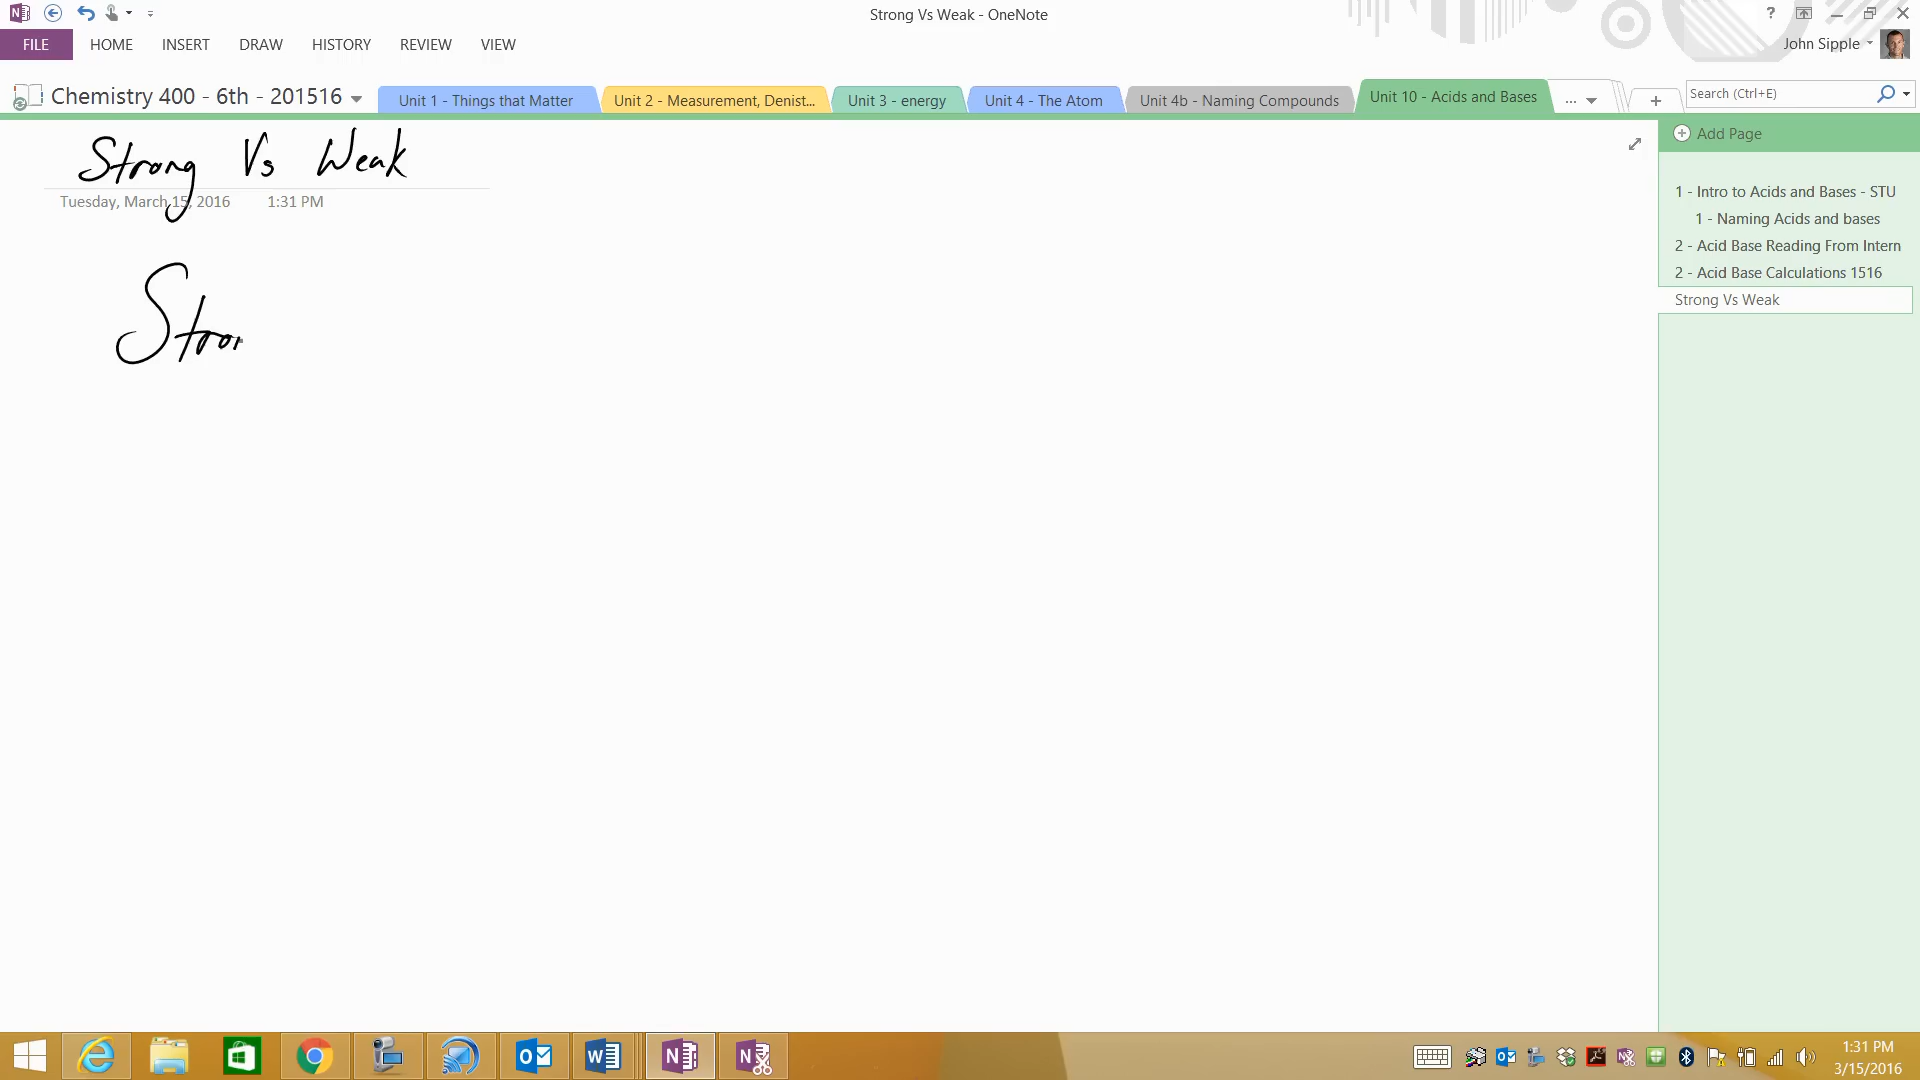 Strong Vs Weak - OneNote
?
FILE HOME INSERT DRAW HISTORY REVIEW VIEW
John Sipple
Chemistry 400 - 6th - 201516
Unit 1 - Things that Matter
Unit 2 - Measurement, Denist...
Unit 3 - energy
Unit 4 - The Atom
Unit 4b - Naming Compounds
Unit 10 - Acids and Bases
...
Search (Ctrl+E)
Strong Vs Weak
Tuesday, March 15, 2016 1:31 PM
Stron
Add Page
1 - Intro to Acids and Bases - STU
1 - Naming Acids and bases
2 - Acid Base Reading From Intern
2 - Acid Base Calculations 1516
Strong Vs Weak
1:31 PM
3/15/2016